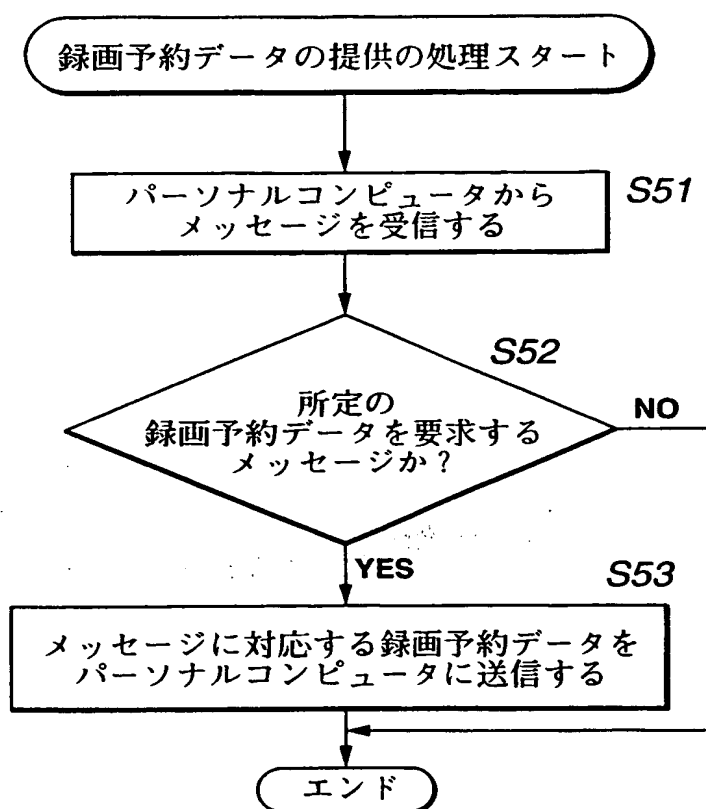 録画予約データの提供の処理スタート
パーソナルコンピュータから
メッセージを受信する
S51
S52
所定の
録画予約データを要求する
メッセージか?
NO
YES
S53
メッセージに対応する録画予約データを
パーソナルコンピュータに送信する
エンド